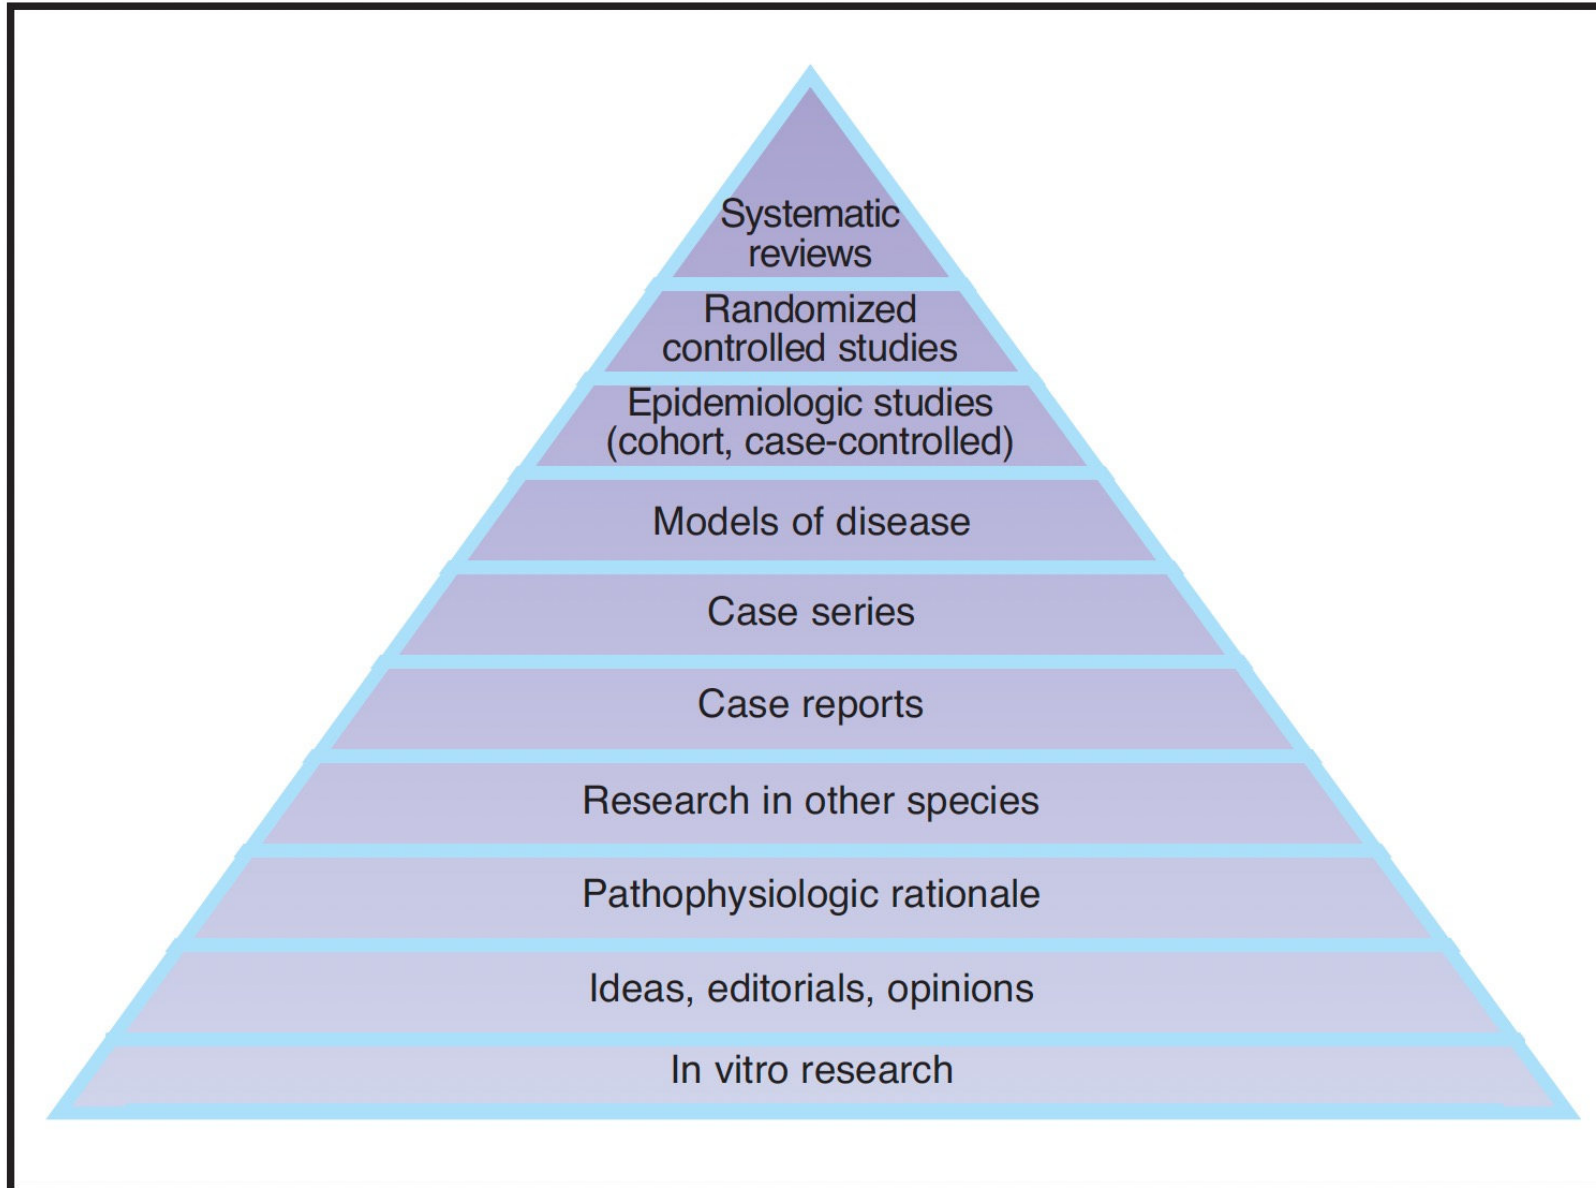 Systematic
reviews
Randomized
controlled studies
Epidemiologic studies
(cohort, case-controlled)
Models of disease
Case series
Case reports
Research in other species
Pathophysiologic rationale
Ideas, editorials, opinions
In vitro research